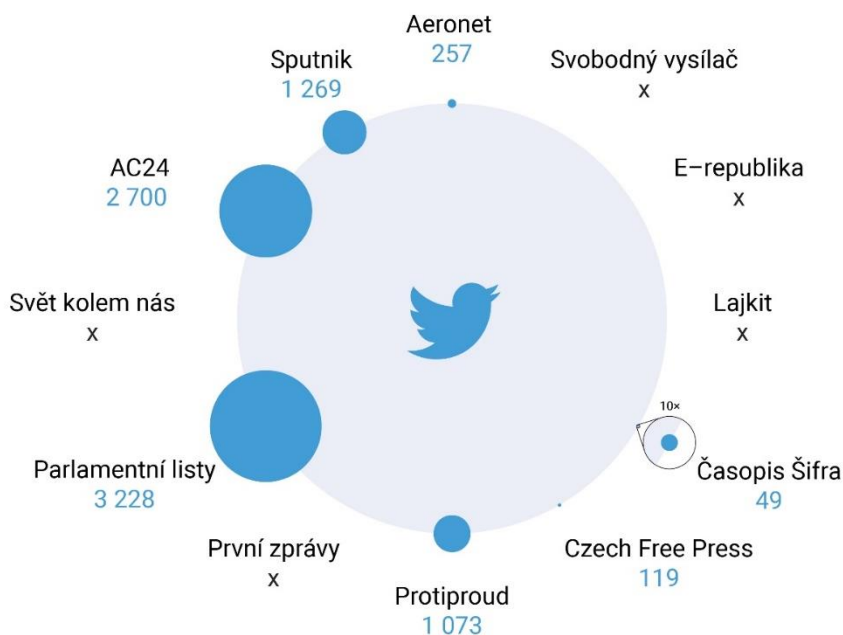 Aeronet
257
Svobodný vysílač
x
E–republika
x
Lajkit
x
10×
Časopis Šifra
49
Czech Free Press
119
Protiproud
1 073
První zprávy
x
Parlamentní listy
3 228
Svět kolem nás
x
AC24
2 700
Sputnik
1 269